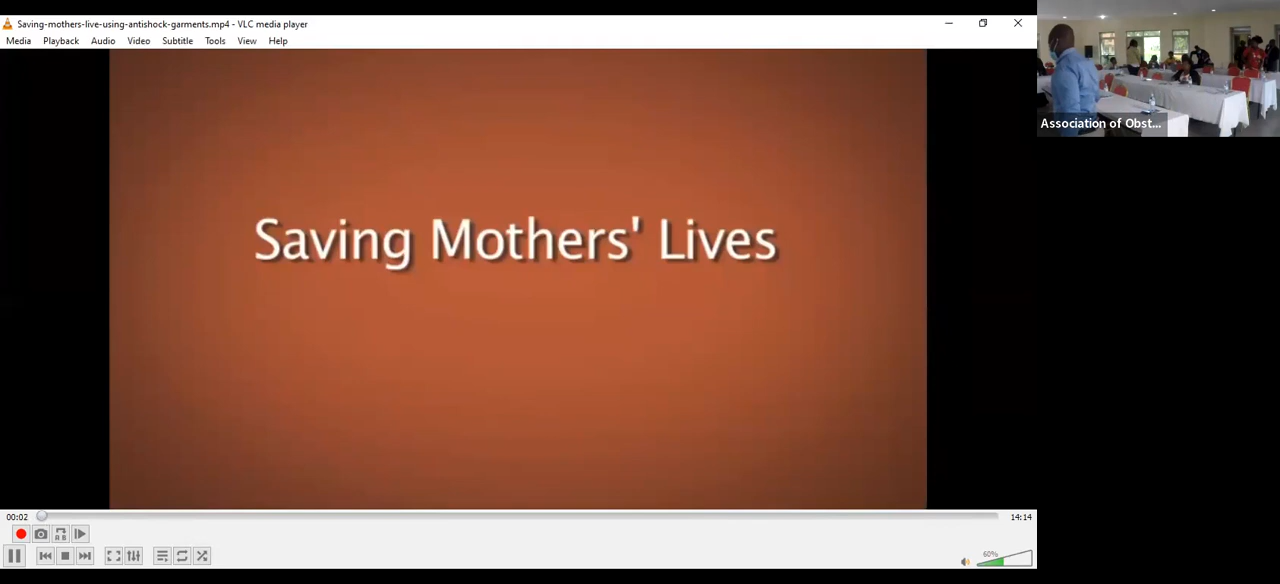 Saving-mothers-live-using-antishock-garments.mp4 - VLC media player
Media Playback Audio Video Subtitle Tools View Help
Association of Obst...
Saving Mothers' Lives
00:02
14:14
60%